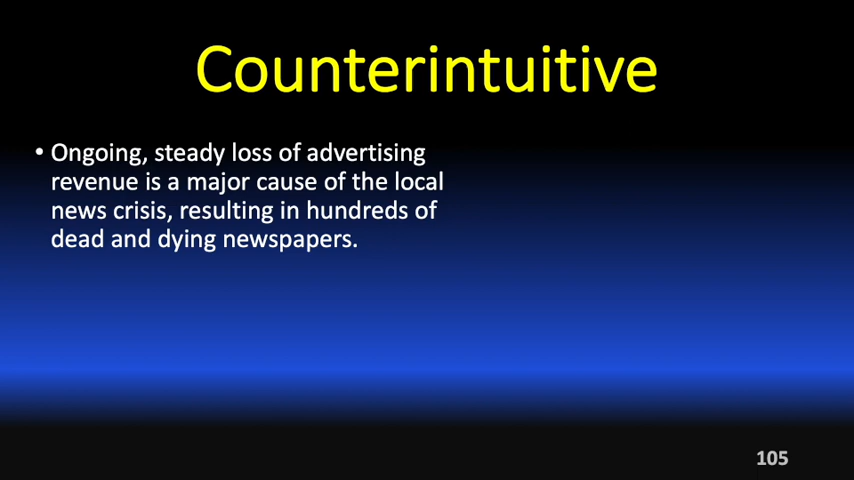 Counterintuitive
• Ongoing, steady loss of advertising
revenue is a major cause of the local
news crisis, resulting in hundreds of
dead and dying newspapers.
105